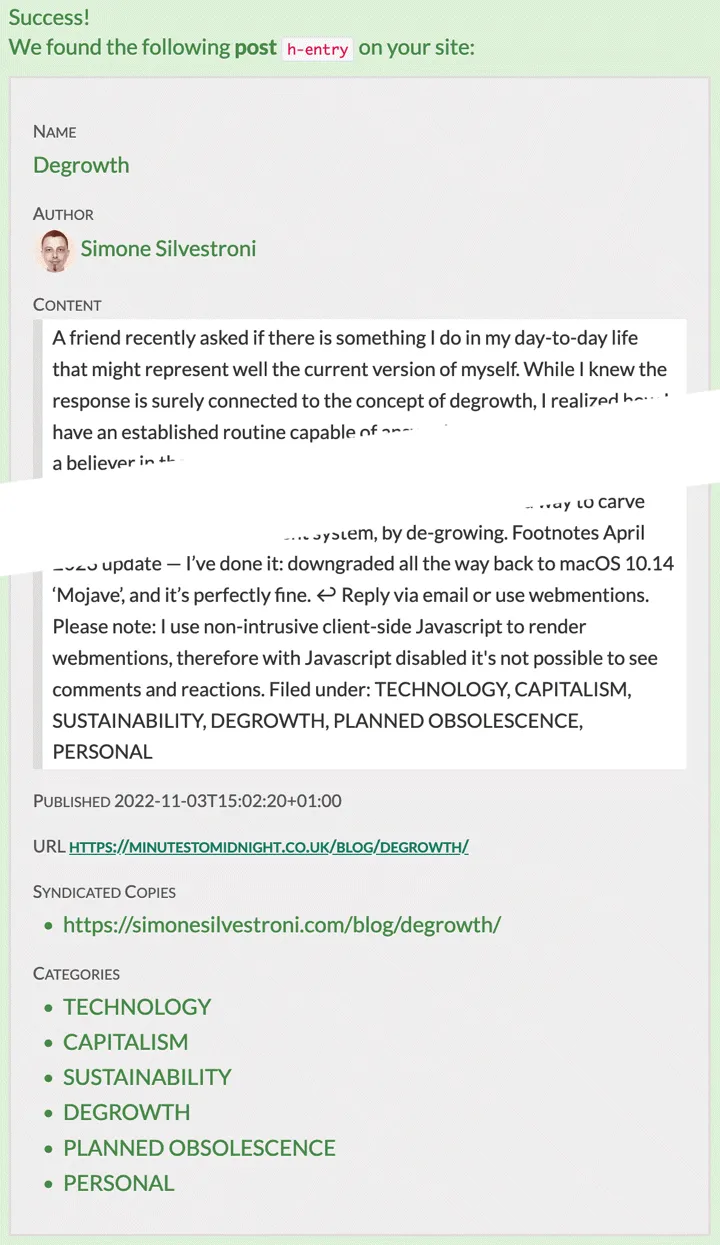 Success!
We found the following post h-entry on your site:
NAME
Degrowth
AUTHOR
Simone Silvestroni
CONTENT
A friend recently asked if there is something I do in my day-to-day life
that might represent well the current version of myself. While I knew the
response is surely connected to the concept of degrowth, I realized how I
have an established routine capable of
a believer in the
way to carve
system, by de-growing. Footnotes April
2023 update — I’ve done it: downgraded all the way back to macOS 10.14
‘Mojave’, and it’s perfectly fine. ↩ Reply via email or use webmentions.
Please note: I use non-intrusive client-side Javascript to render
webmentions, therefore with Javascript disabled it's not possible to see
comments and reactions. Filed under: TECHNOLOGY, CAPITALISM,
SUSTAINABILITY, DEGROWTH, PLANNED OBSOLESCENCE,
PERSONAL
PUBLISHED 2022-11-03T15:02:20+01:00
URL HTTPS://MINUTESTOMIDNIGHT.CO.UK/BLOG/DEGROWTH/
SYNDICATED COPIES
• https://simonesilvestroni.com/blog/degrowth/
CATEGORIES
• TECHNOLOGY
• CAPITALISM
• SUSTAINABILITY
• DEGROWTH
• PLANNED OBSOLESCENCE
• PERSONAL